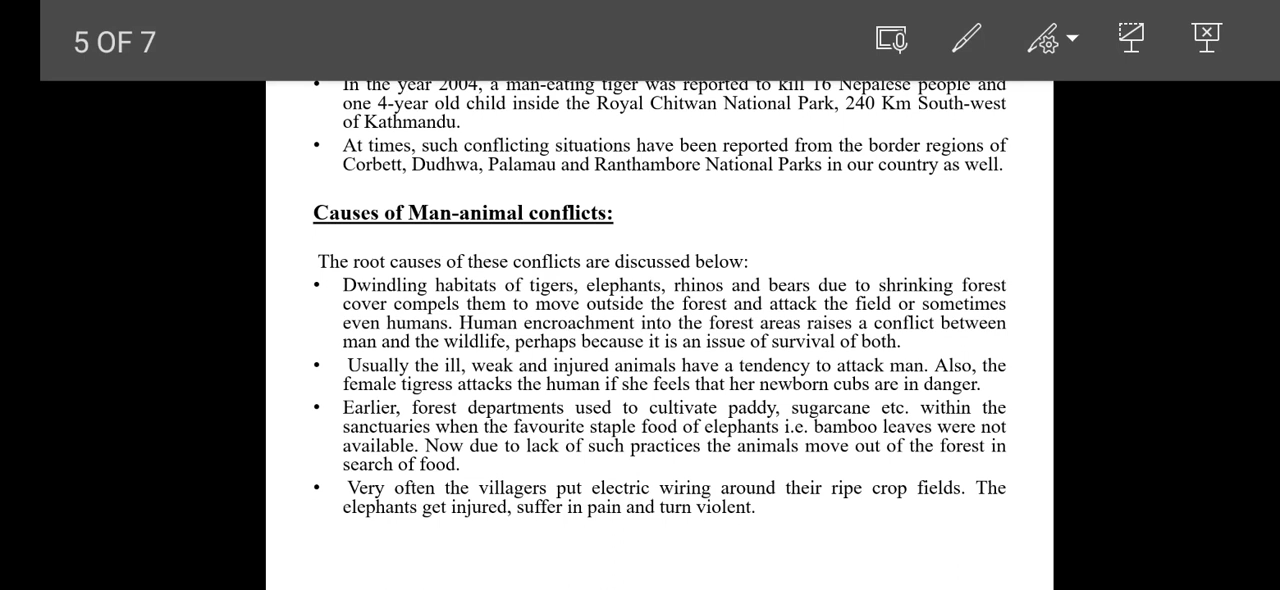 5 OF 7
• In the year 2004, a man-eating tiger was reported to kill 16 Nepalese people and
one 4-year old child inside the Royal Chitwan National Park, 240 Km South-west
of Kathmandu.
• At times, such conflicting situations have been reported from the border regions of
Corbett, Dudhwa, Palamau and Ranthambore National Parks in our country as well.
Causes of Man-animal conflicts:
The root causes of these conflicts are discussed below:
• Dwindling habitats of tigers, elephants, rhinos and bears due to shrinking forest
cover compels them to move outside the forest and attack the field or sometimes
even humans. Human encroachment into the forest areas raises a conflict between
man and the wildlife, perhaps because it is an issue of survival of both.
• Usually the ill, weak and injured animals have a tendency to attack man. Also, the
female tigress attacks the human if she feels that her newborn cubs are in danger.
• Earlier, forest departments used to cultivate paddy, sugarcane etc. within the
sanctuaries when the favourite staple food of elephants i.e. bamboo leaves were not
available. Now due to lack of such practices the animals move out of the forest in
search of food.
• Very often the villagers put electric wiring around their ripe crop fields. The
elephants get injured, suffer in pain and turn violent.